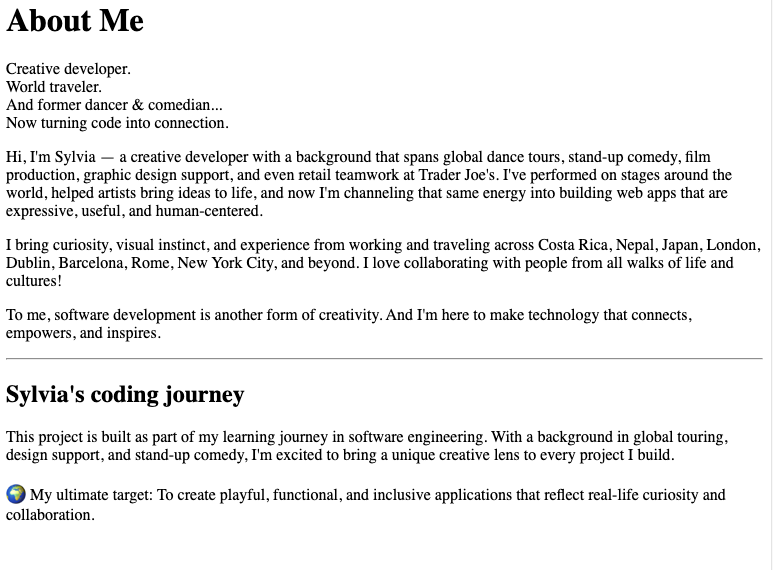 About Me
Creative developer.
World traveler.
And former dancer & comedian...
Now turning code into connection.
Hi, I'm Sylvia — a creative developer with a background that spans global dance tours, stand-up comedy, film
production, graphic design support, and even retail teamwork at Trader Joe's. I've performed on stages around the
world, helped artists bring ideas to life, and now I'm channeling that same energy into building web apps that are
expressive, useful, and human-centered.
I bring curiosity, visual instinct, and experience from working and traveling across Costa Rica, Nepal, Japan, London,
Dublin, Barcelona, Rome, New York City, and beyond. I love collaborating with people from all walks of life and
cultures!
To me, software development is another form of creativity. And I'm here to make technology that connects,
empowers, and inspires.
Sylvia's coding journey
This project is built as part of my learning journey in software engineering. With a background in global touring,
design support, and stand-up comedy, I'm excited to bring a unique creative lens to every project I build.
🌍 My ultimate target: To create playful, functional, and inclusive applications that reflect real-life curiosity and
collaboration.